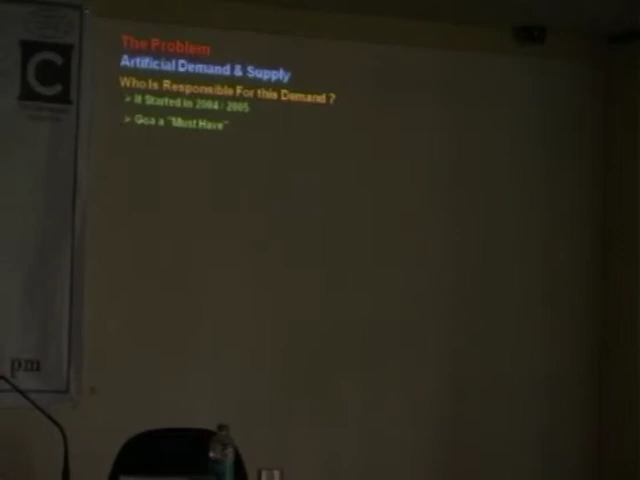 The Problem
Artificial Demand & Supply
Who Is Responsible For this Demand ?
> It Started in 2004 / 2005
> Goa a "Must Have"
C
pm